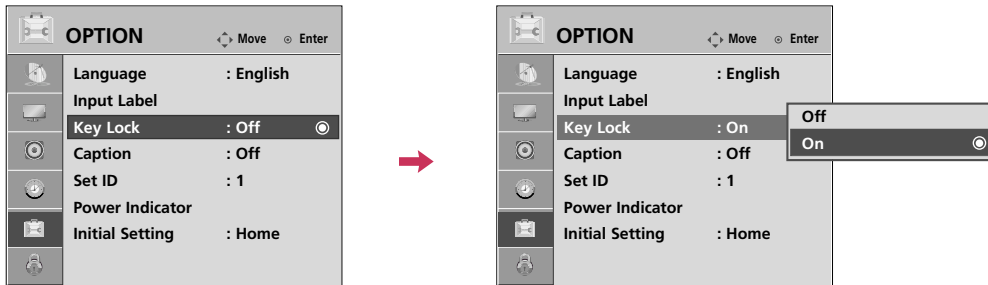 OPTION Move Enter
Language : English
Input Label
Key Lock : Off
Caption : Off
Set ID : 1
Power Indicator
Initial Setting : Home
OPTION Move Enter
Language : English
Input Label
Key Lock : On
Caption : Off
Set ID : 1
Power Indicator
Initial Setting : Home
Off
On